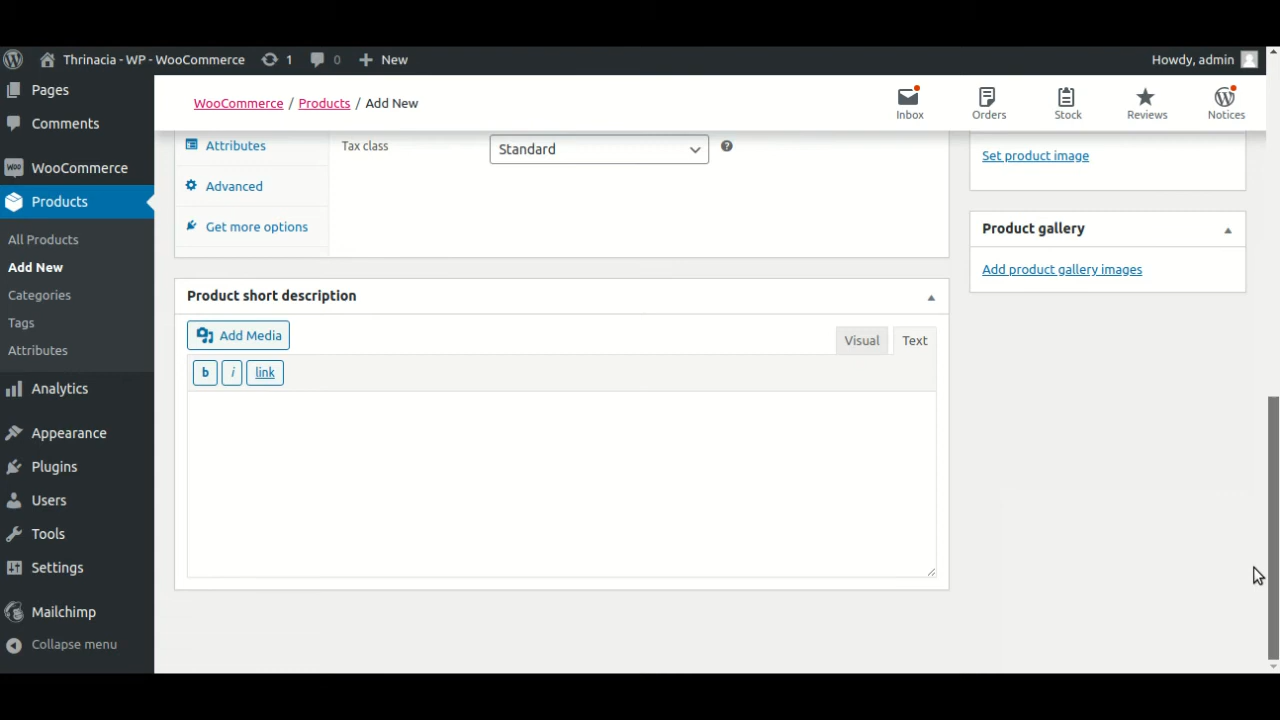 Thrinacia - WP - WooCommerce 1 0 New Howdy, admin
Pages
Comments
WooCommerce
Products
All Products
Add New
Categories
Tags
Attributes
Analytics
Appearance
Plugins
Users
Tools
Settings
Mailchimp
Collapse menu
WooCommerce / Products / Add New
Inbox
Orders
Stock
Reviews
Notices
Attributes
Advanced
Get more options
Tax class Standard ?
Product short description
Add Media
Visual Text
b i link
Set product image
Product gallery
Add product gallery images